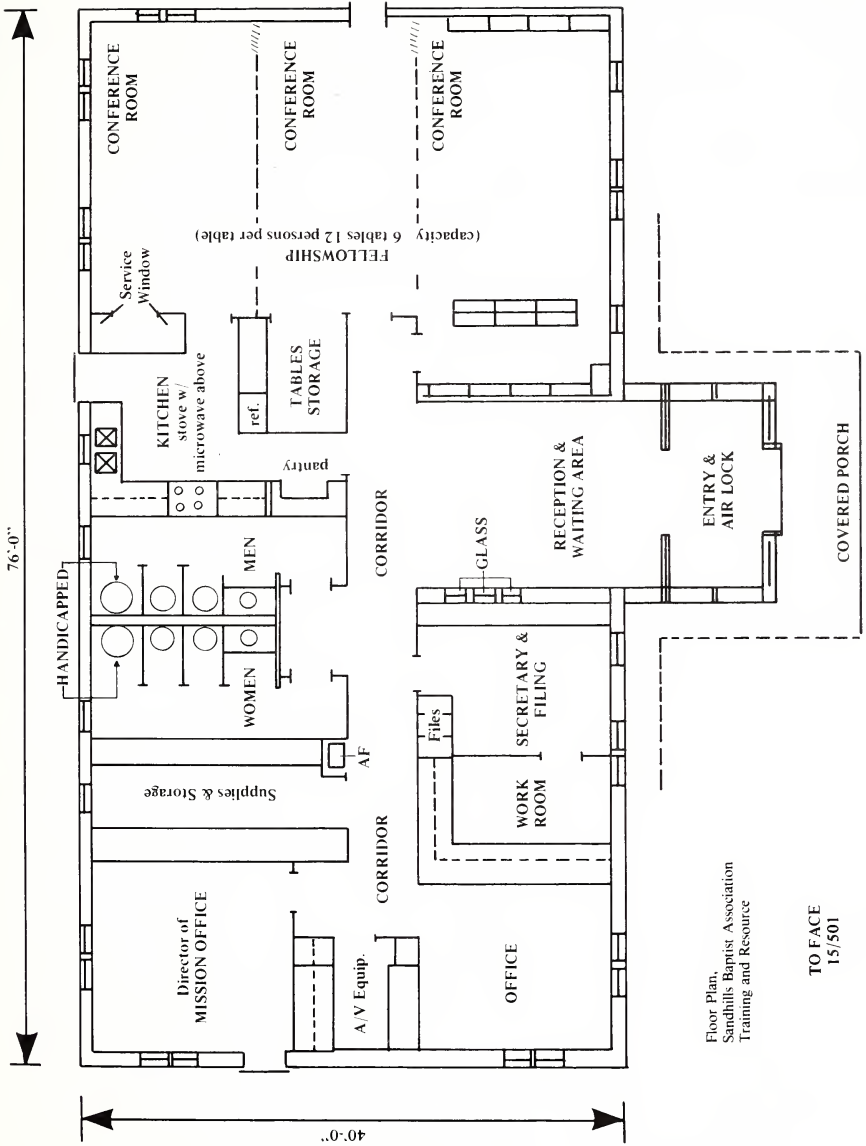 76'-0"
40'-0"
HANDICAPPED
Director of
MISSION OFFICE
Supplies & Storage
WOMEN
MEN
KITCHEN
stove w/
microwave above
Service
Window
CONFERENCE
ROOM
A/V Equip.
AF
pantry
ref.
TABLES
STORAGE
FELLOWSHIP
(capacity 6 tables 12 persons per table)
CONFERENCE
ROOM
CORRIDOR
CORRIDOR
OFFICE
WORK
ROOM
Files
SECRETARY &
FILING
GLASS
RECEPTION &
WAITING AREA
CONFERENCE
ROOM
ENTRY &
AIR LOCK
COVERED PORCH
Floor Plan,
Sandhills Baptist Association
Training and Resource
TO FACE
15/501